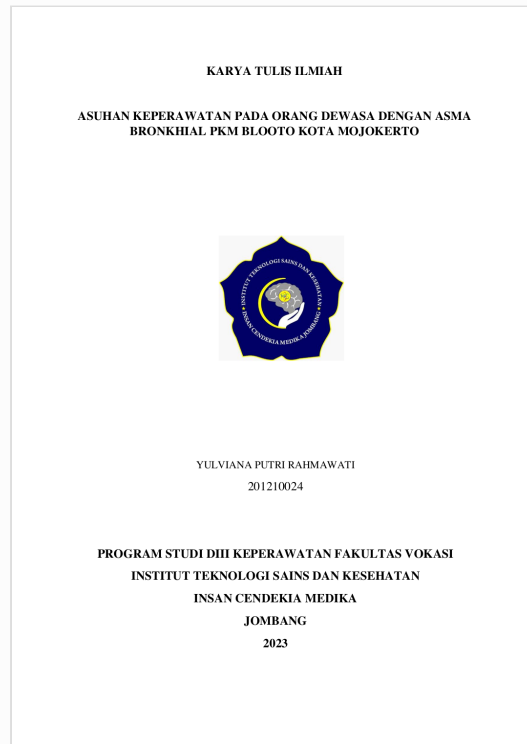 KARYA TULIS ILMIAH
ASUHAN KEPERAWATAN PADA ORANG DEWASA DENGAN ASMA
BRONKHIAL PKM BLOOTO KOTA MOJOKERTO
INSTITUT TEKNOLOGI SAINS DAN KESEHATAN
INSAN CENDEKIA MEDIKA JOMBANG
YULVIANA PUTRI RAHMAWATI
201210024
PROGRAM STUDI DIII KEPERAWATAN FAKULTAS VOKASI
INSTITUT TEKNOLOGI SAINS DAN KESEHATAN
INSAN CENDEKIA MEDIKA
JOMBANG
2023